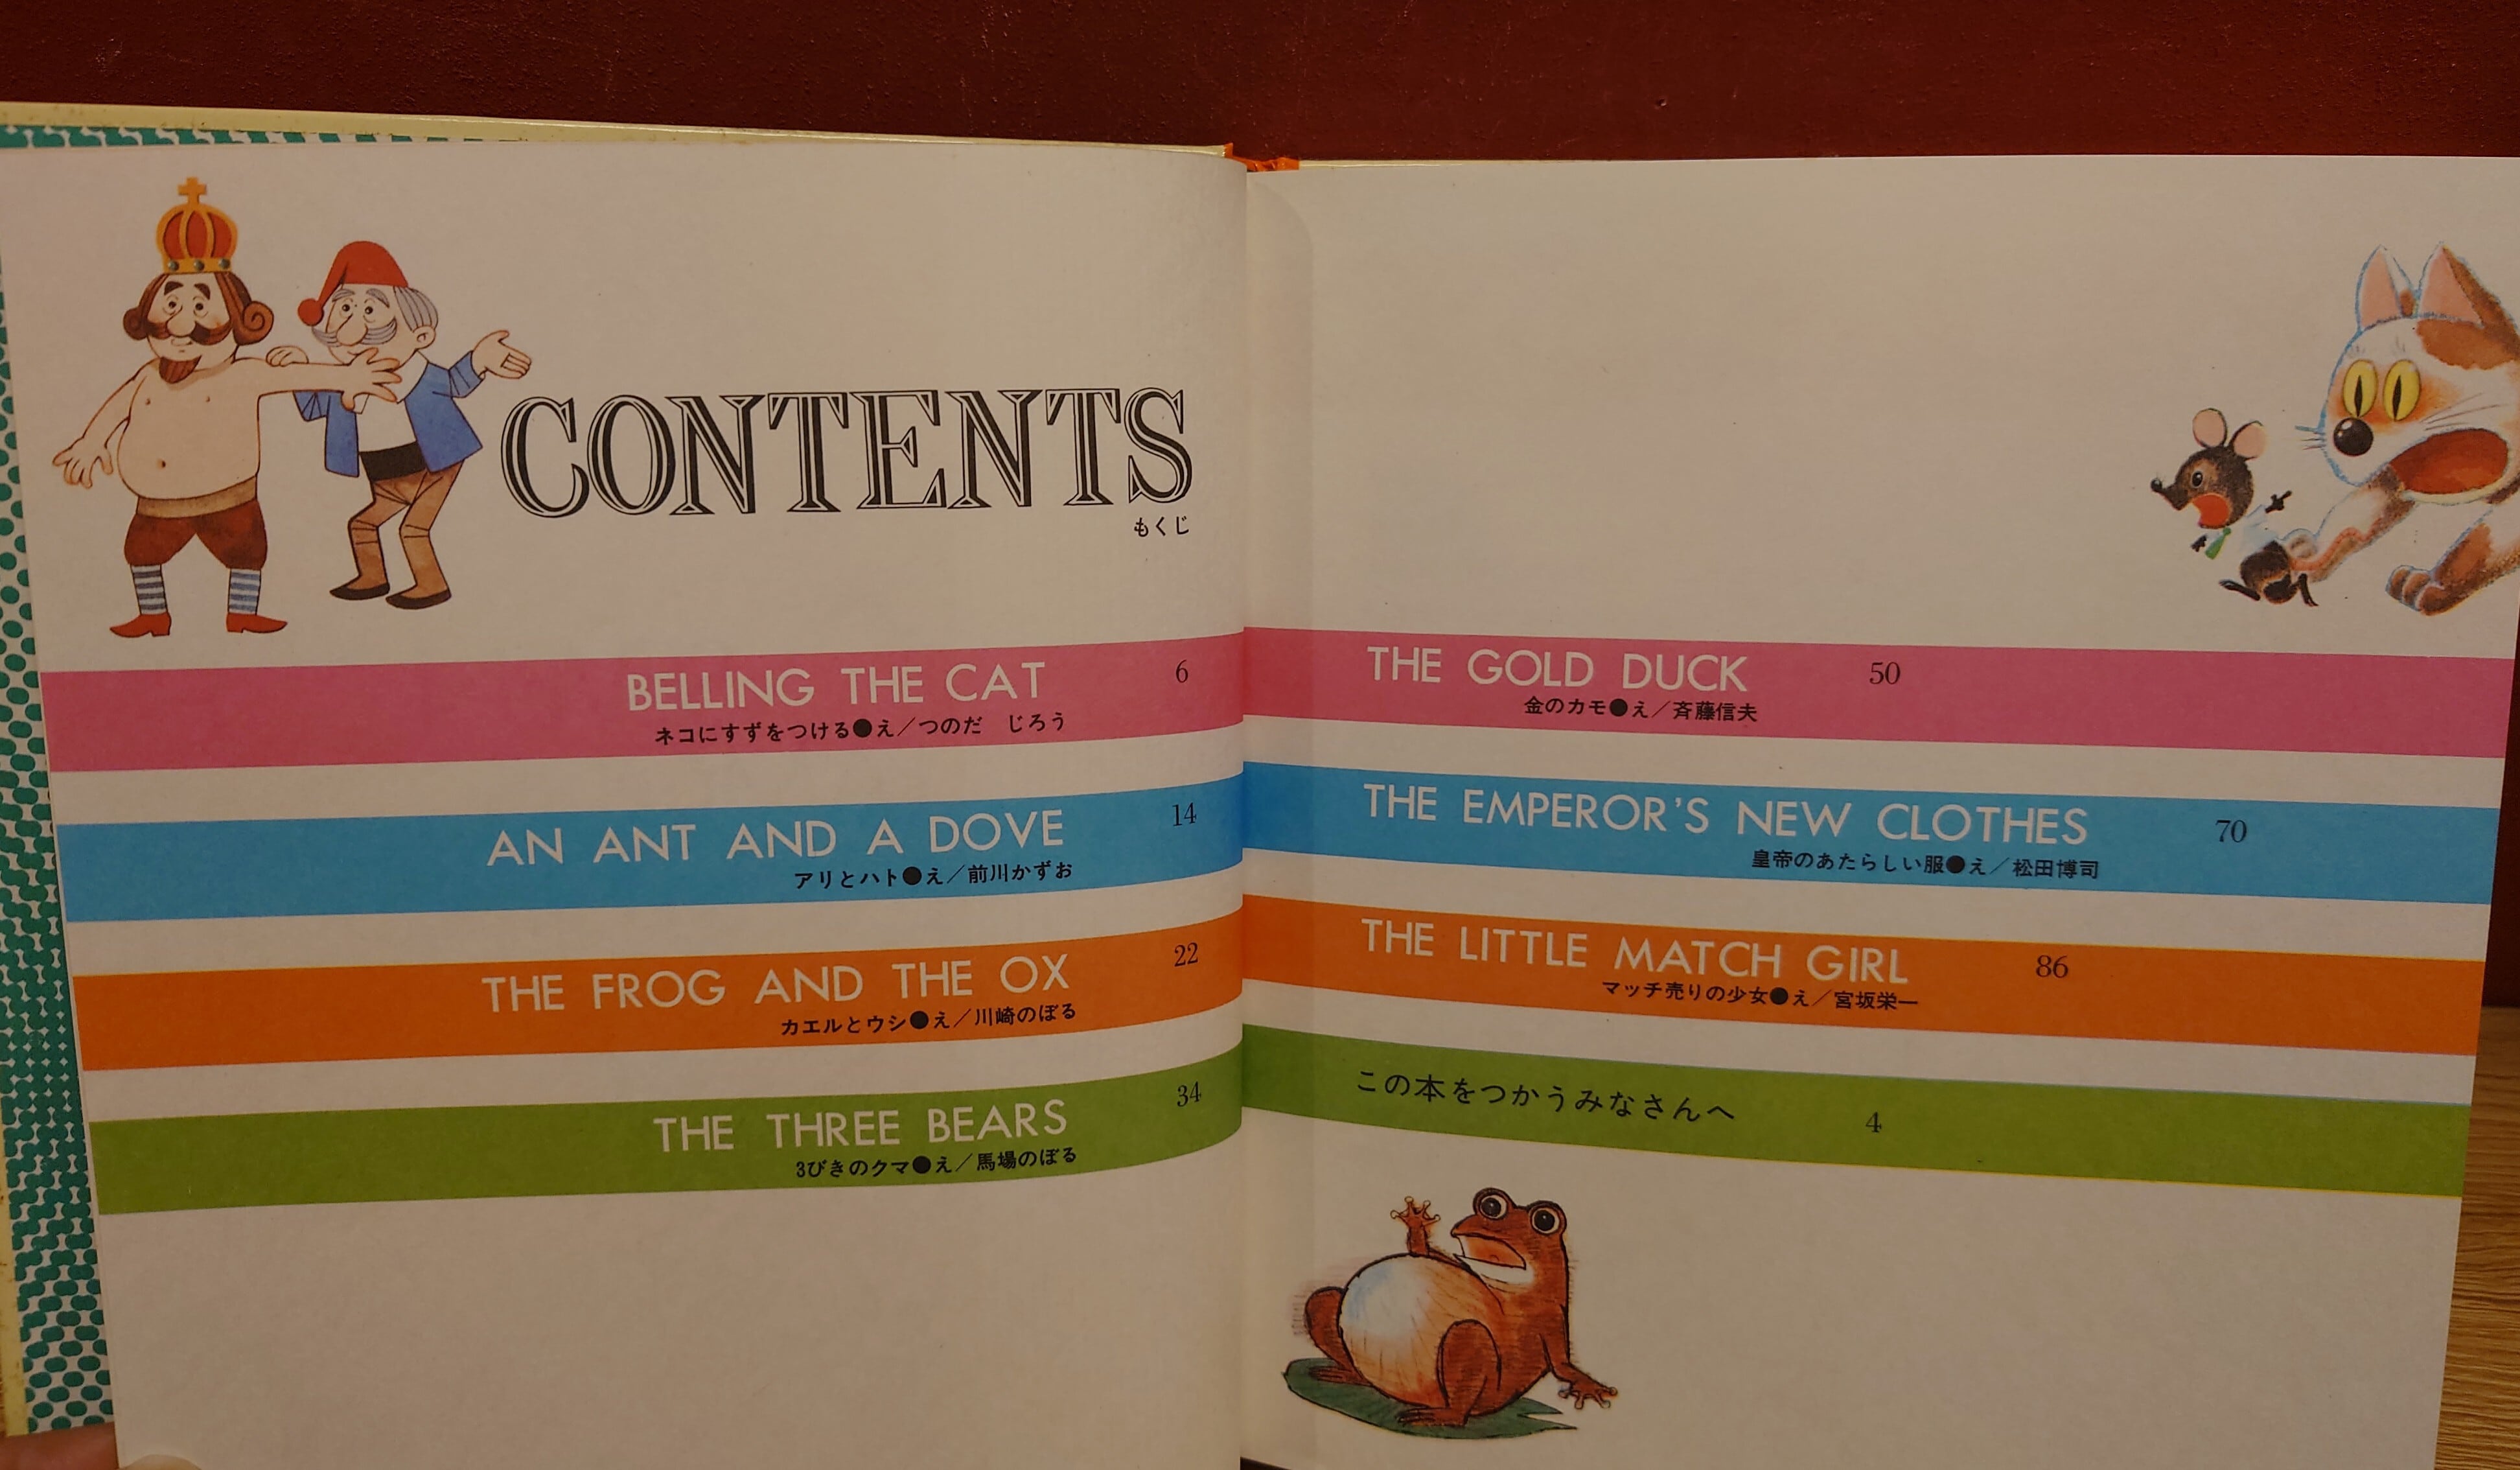 CONTENTS
もくじ
BELLING THE CAT 6
ネコにすずをつける●え／つのだ じろう
AN ANT AND A DOVE 14
アリとハト●え／前川かずお
THE FROG AND THE OX 22
カエルとウシ●え／川崎のぼる
THE THREE BEARS 34
3びきのクマ●え／馬場のぼる
THE GOLD DUCK 50
金のカモ●え／斉藤信夫
THE EMPEROR'S NEW CLOTHES 70
皇帝のあたらしい服●え／松田博司
THE LITTLE MATCH GIRL 86
マッチ売りの少女●え／宮坂栄一
この本をつかうみなさんへ 4